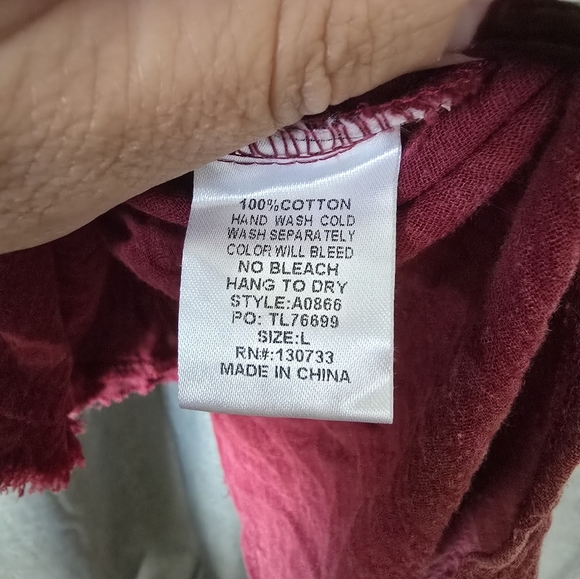 100%COTTON
HAND WASH COLD
WASH SEPARATELY
COLOR WILL BLEED
NO BLEACH
HANG TO DRY
STYLE:A0866
PO: TL76699
SIZE:L
RN#:130733
MADE IN CHINA